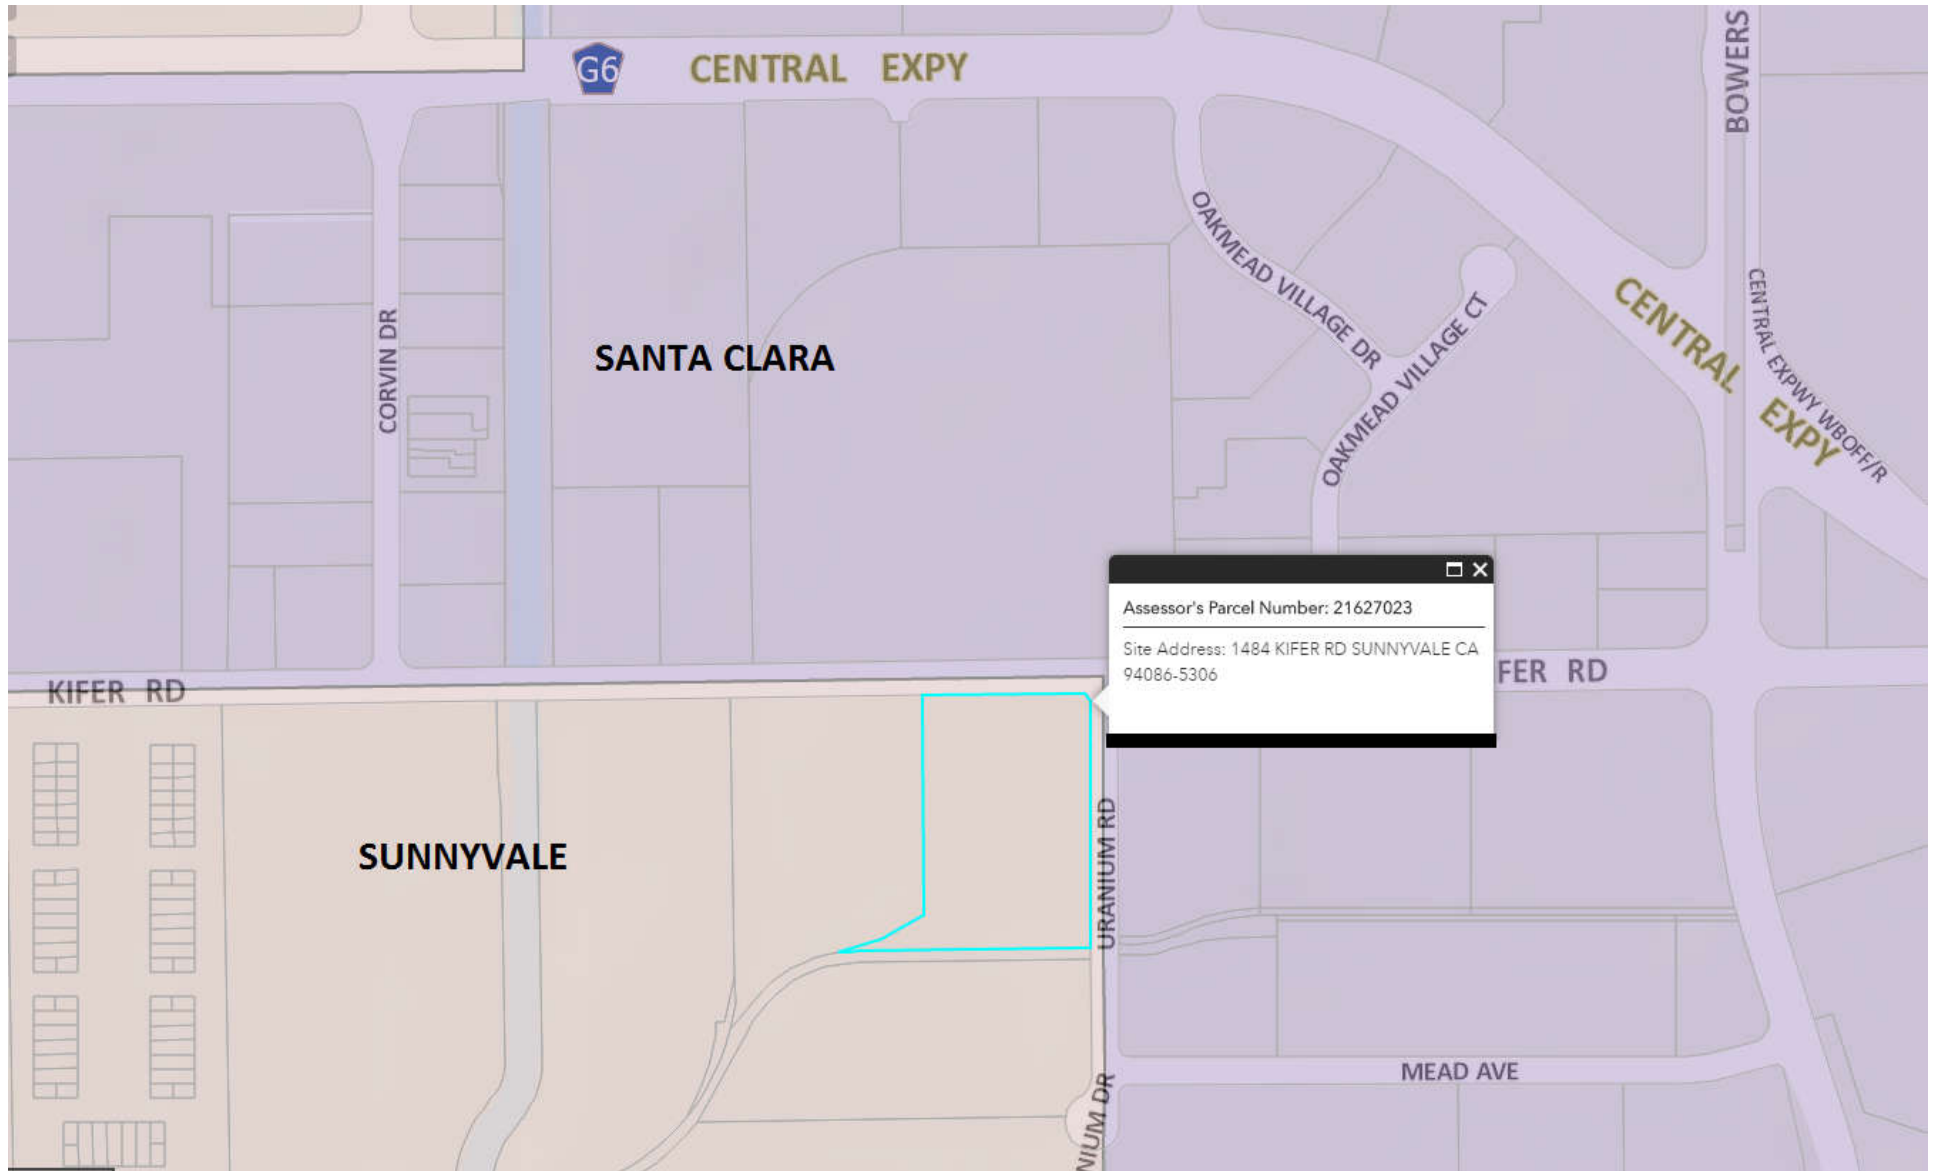 G6
CENTRAL EXPY
BOWERS
OAKMEAD VILLAGE DR
OAKMEAD VILLAGE CT
CENTRAL EXPY
CENTRAL EXPWY WBOFF/R
CORVIN DR
SANTA CLARA
Assessor's Parcel Number: 21627023
Site Address: 1484 KIFER RD SUNNYVALE CA
94086-5306
KIFER RD
FER RD
SUNNYVALE
URANIUM RD
MEAD AVE
NIUM DR